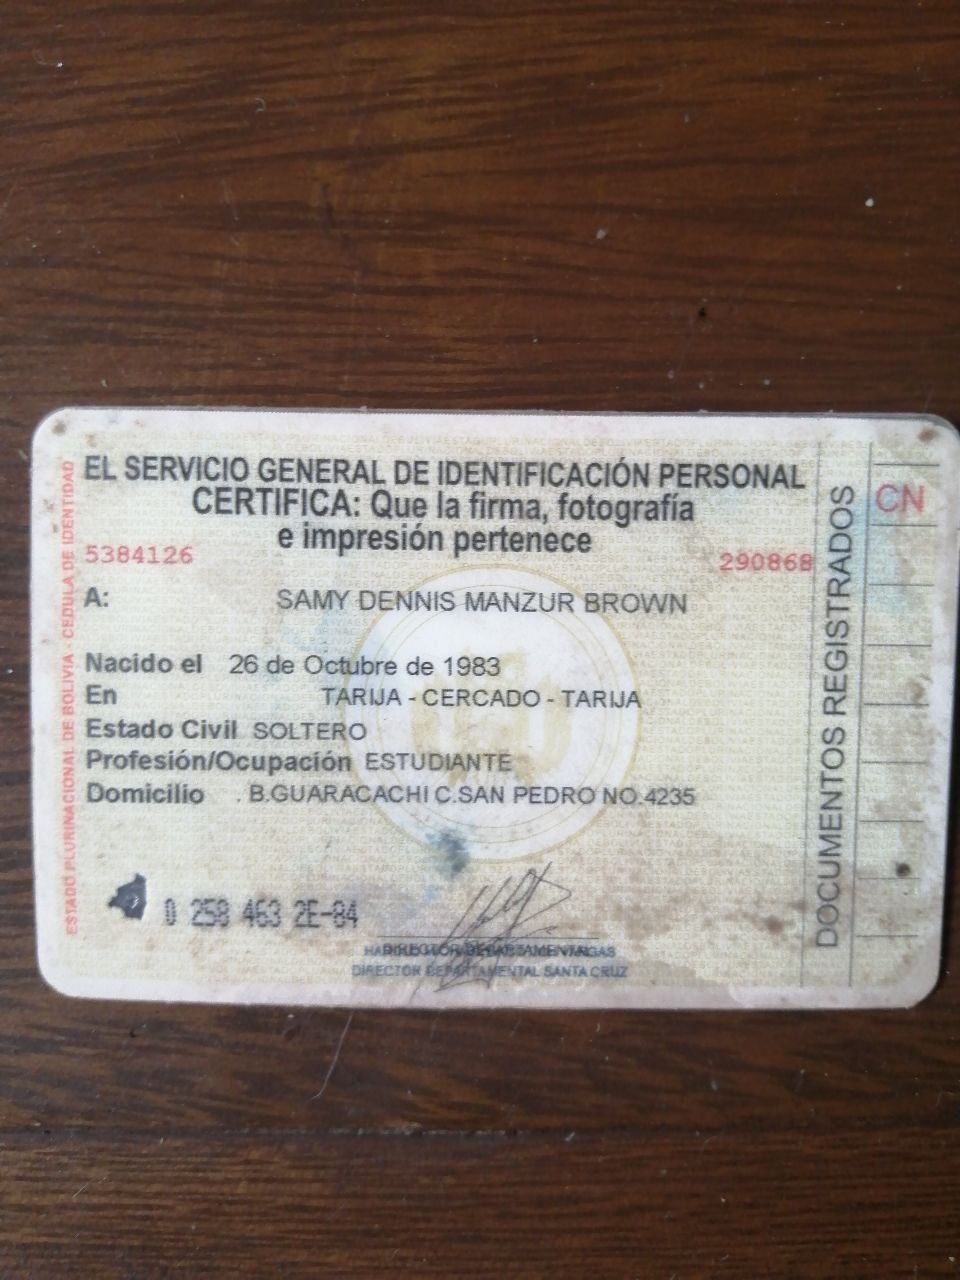 EL SERVICIO GENERAL DE IDENTIFICACIÓN PERSONAL
CERTIFICA: Que la firma, fotografía
e impresión pertenece
5384126 290868
A: SAMY DENNIS MANZUR BROWN
Nacido el 26 de Octubre de 1983
En TARIJA - CERCADO - TARIJA
Estado Civil SOLTERO
Profesión/Ocupación ESTUDIANTE
Domicilio . B.GUARACACHI C.SAN PEDRO NO.4235
0 258 463 2E-84
DIRECTOR DEPARTAMENTAL
DIRECTOR DEPARTAMENTAL SANTA CRUZ
ESTADO PLURINACIONAL DE BOLIVIA - CEDULA DE IDENTIDAD
DOCUMENTOS REGISTRADOS
CN